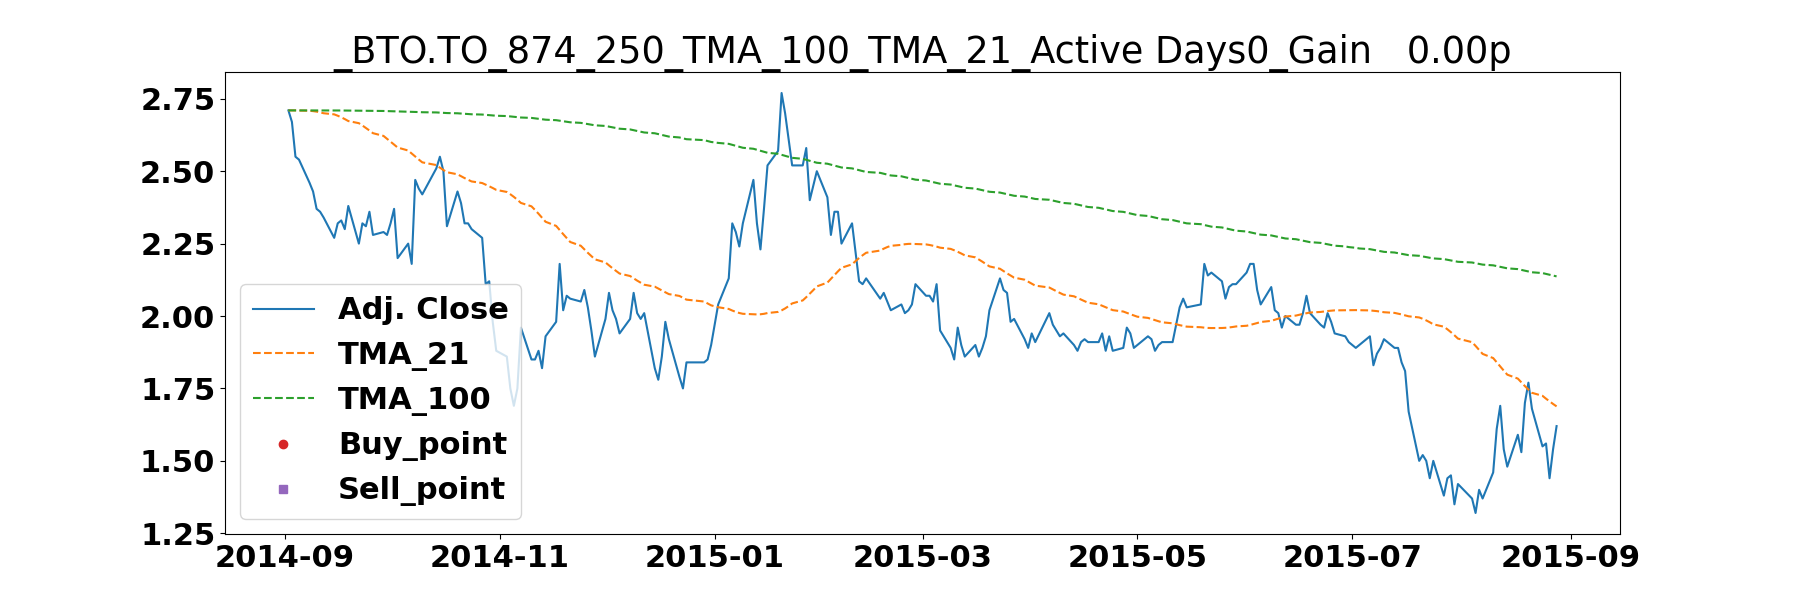 _BTO.TO_874_250_TMA_100_TMA_21_Active Days0_Gain   0.00p
2.75
2.50
2.25
2.00
1.75
1.50
1.25
Adj. Close
TMA_21
TMA_100
Buy_point
Sell_point
2014-09 2014-11 2015-01 2015-03 2015-05 2015-07 2015-09